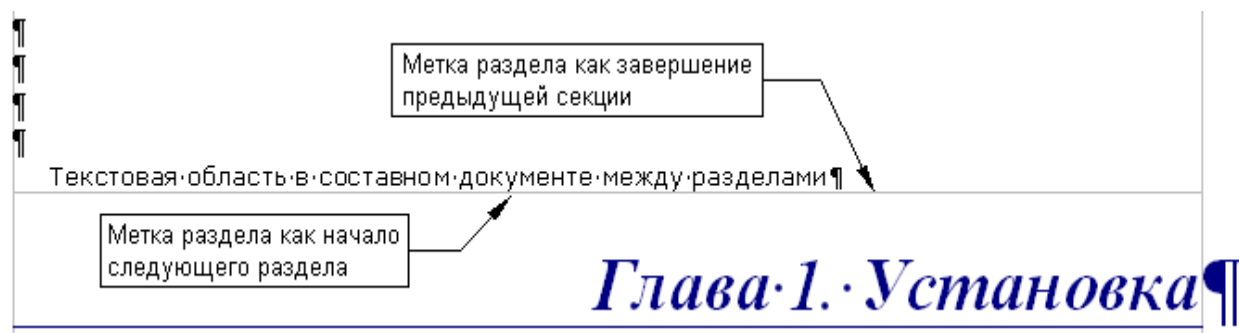 ¶
¶
¶
¶
Метка раздела как завершение
предыдущей секции
Текстовая·область·в·составном·документе·между·разделами¶
Метка раздела как начало
следующего раздела
Глава·1.·Установка¶